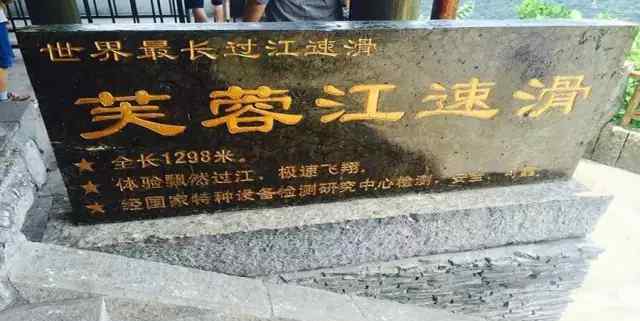 世界最长过江速滑
芙蓉江速滑
★ 全长1298米。
★ 体验飘然过江，极速飞翔，
★ 经国家特种设备检测研究中心检测，安全